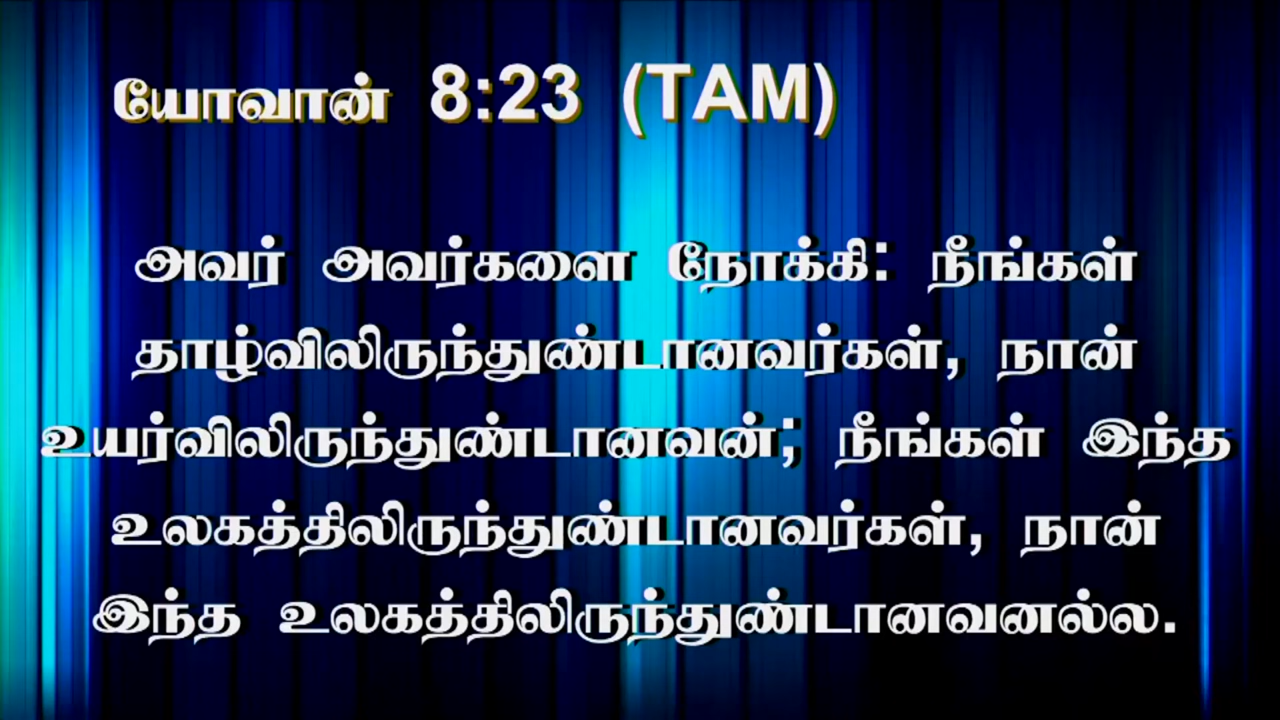 யோவான் 8:23 (TAM)
அவர் அவர்களை நோக்கி: நீங்கள்
தாழ்விலிருந்துண்டானவர்கள், நான்
உயர்விலிருந்துண்டானவன்; நீங்கள் இந்த
உலகத்திலிருந்துண்டானவர்கள், நான்
இந்த உலகத்திலிருந்துண்டானவனல்ல.